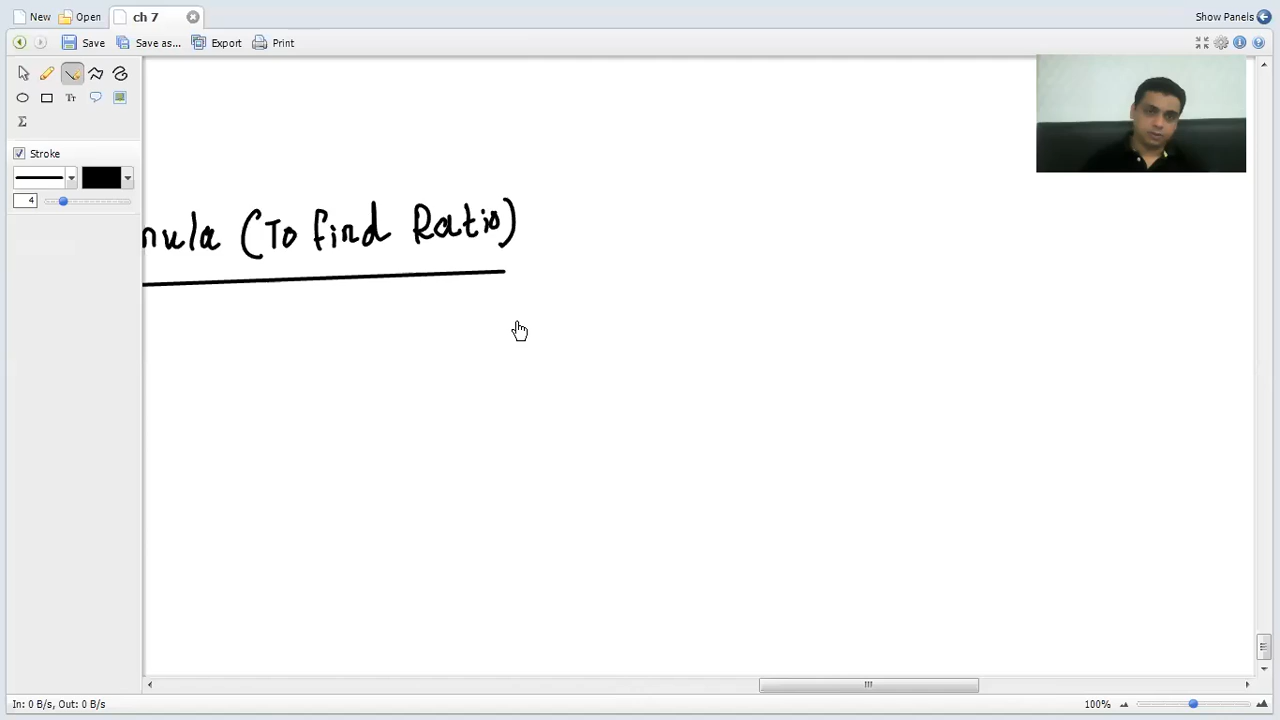 New Open ch 7 Show Panels
Save Save as... Export Print
Tт
Σ
Stroke
4
nula (To find Ratio)
In: 0 B/s, Out: 0 B/s 100%